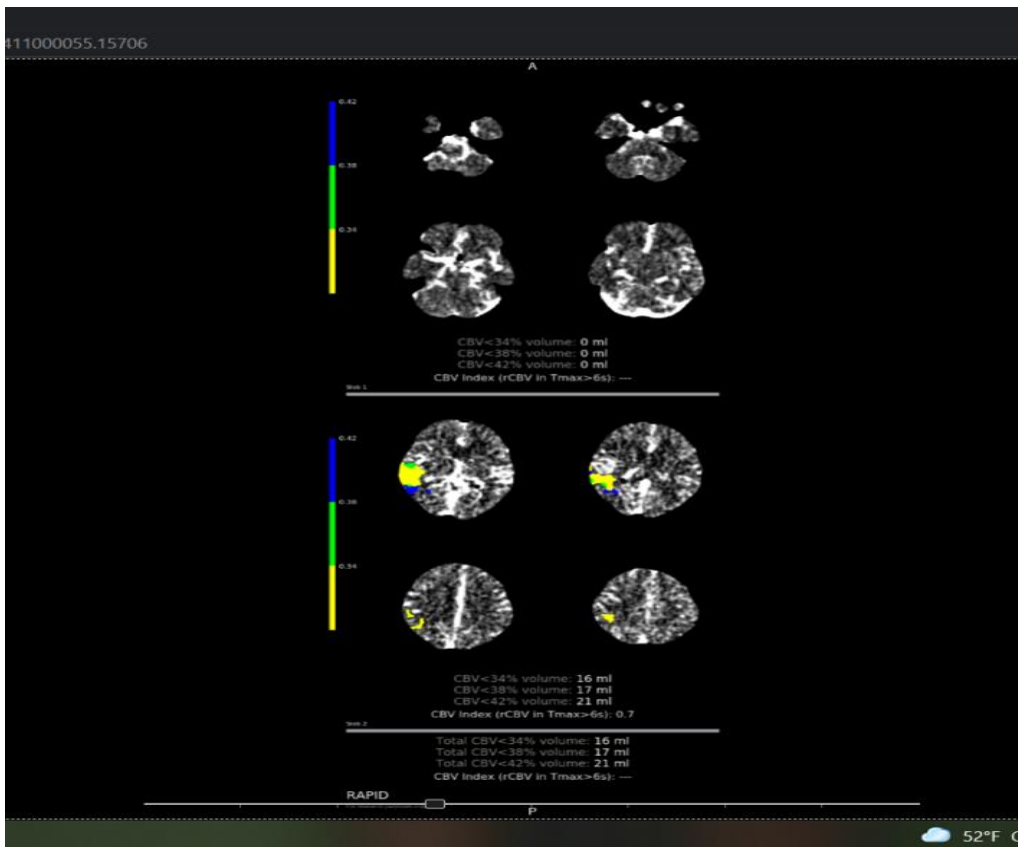 411000055.15706
A
0.42
0.38
0.34
CBV<34% volume: 0 ml
CBV<38% volume: 0 ml
CBV<42% volume: 0 ml
CBV Index (rCBV in Tmax>6s): ---
Slab 1
0.42
0.38
0.34
CBV<34% volume: 16 ml
CBV<38% volume: 17 ml
CBV<42% volume: 21 ml
CBV Index (rCBV in Tmax>6s): 0.7
Slab 2
Total CBV<34% volume: 16 ml
Total CBV<38% volume: 17 ml
Total CBV<42% volume: 21 ml
CBV Index (rCBV in Tmax>6s): ---
RAPID
P
52°F